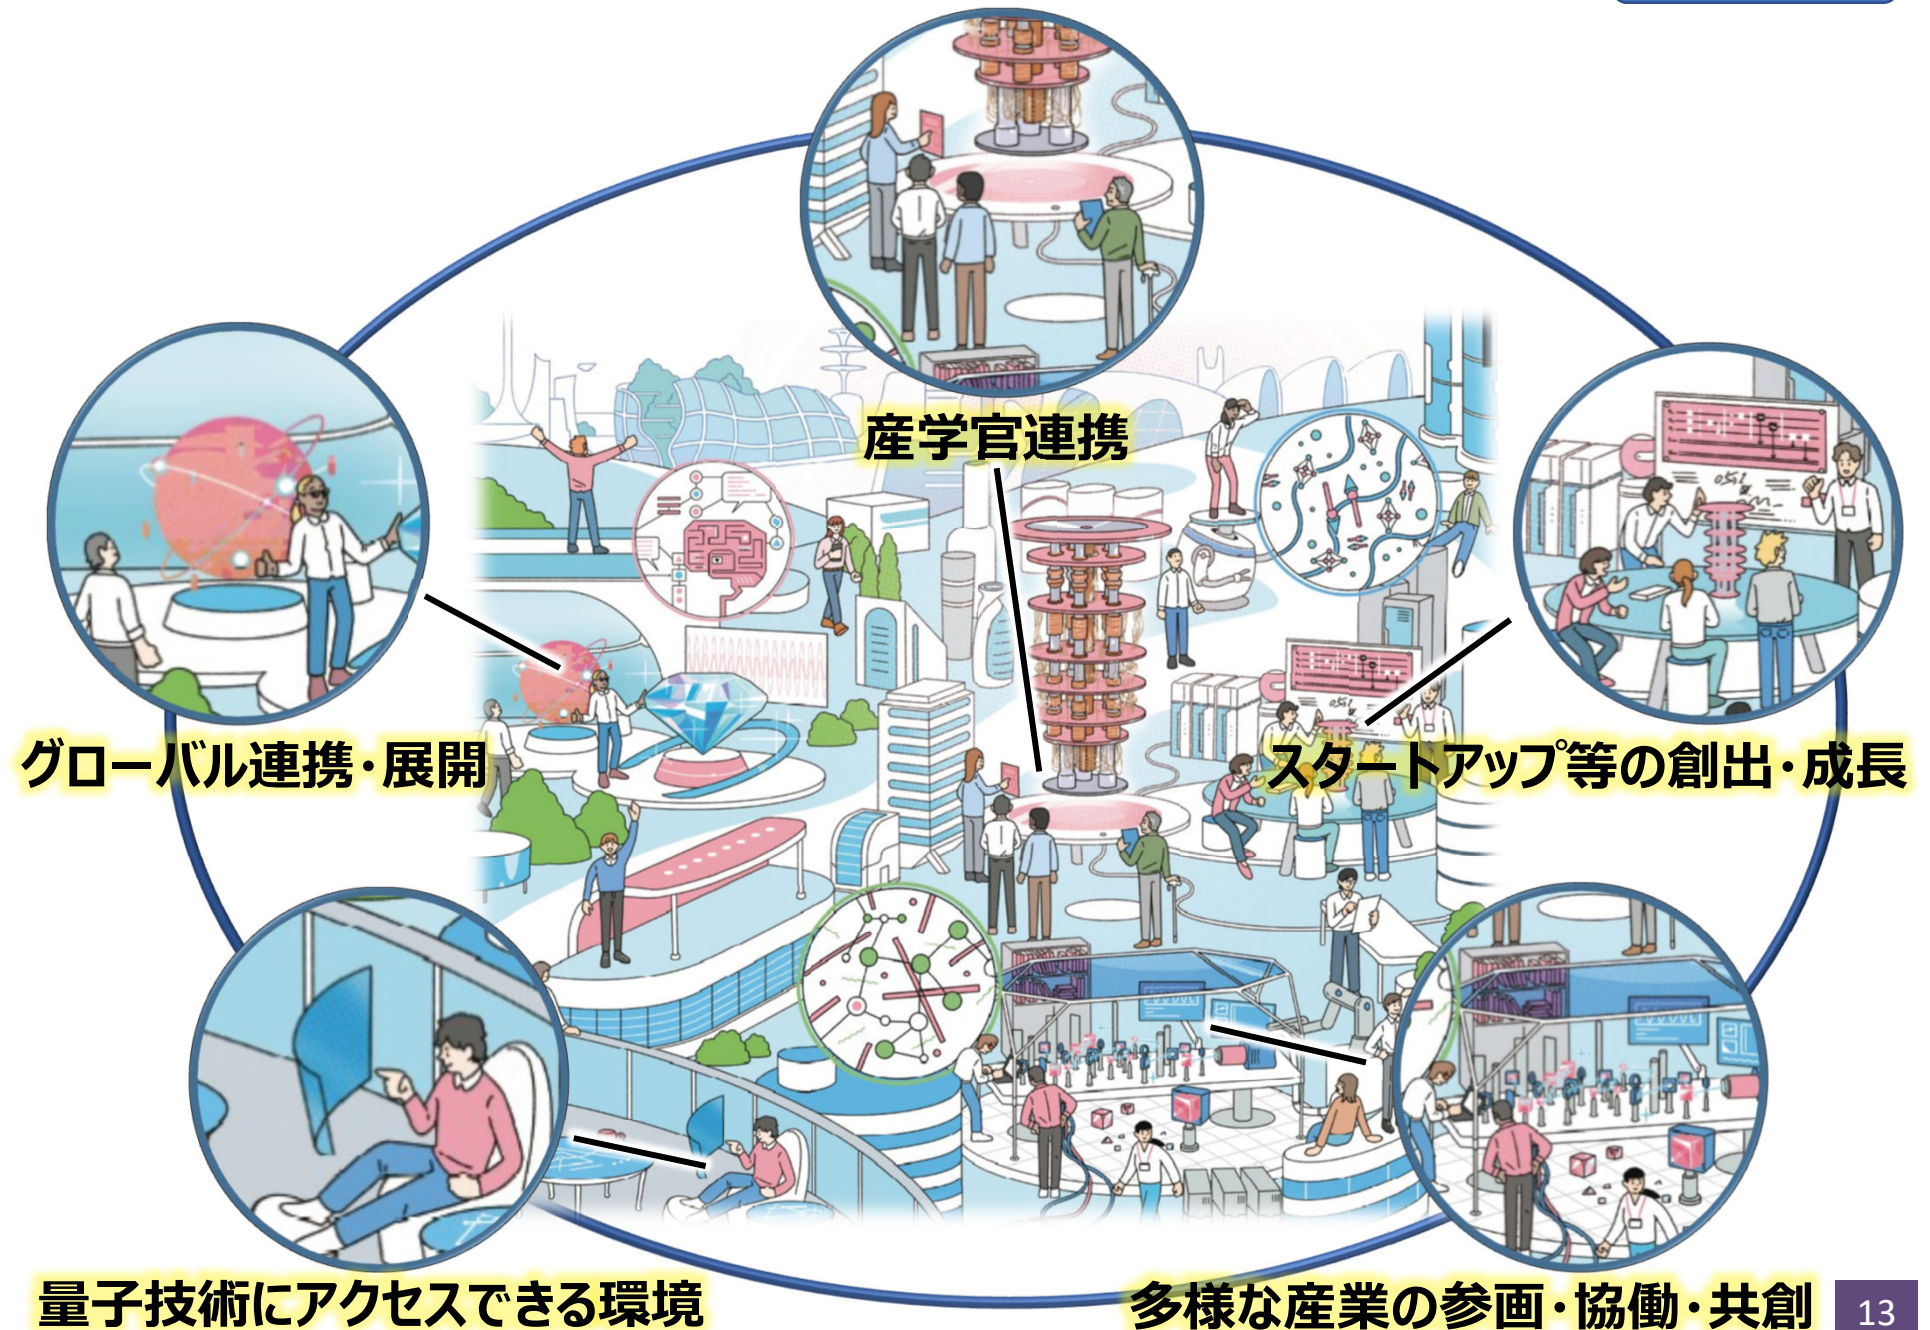 産学官連携
グローバル連携・展開
スタートアップ等の創出・成長
量子技術にアクセスできる環境
多様な産業の参画・協働・共創
13